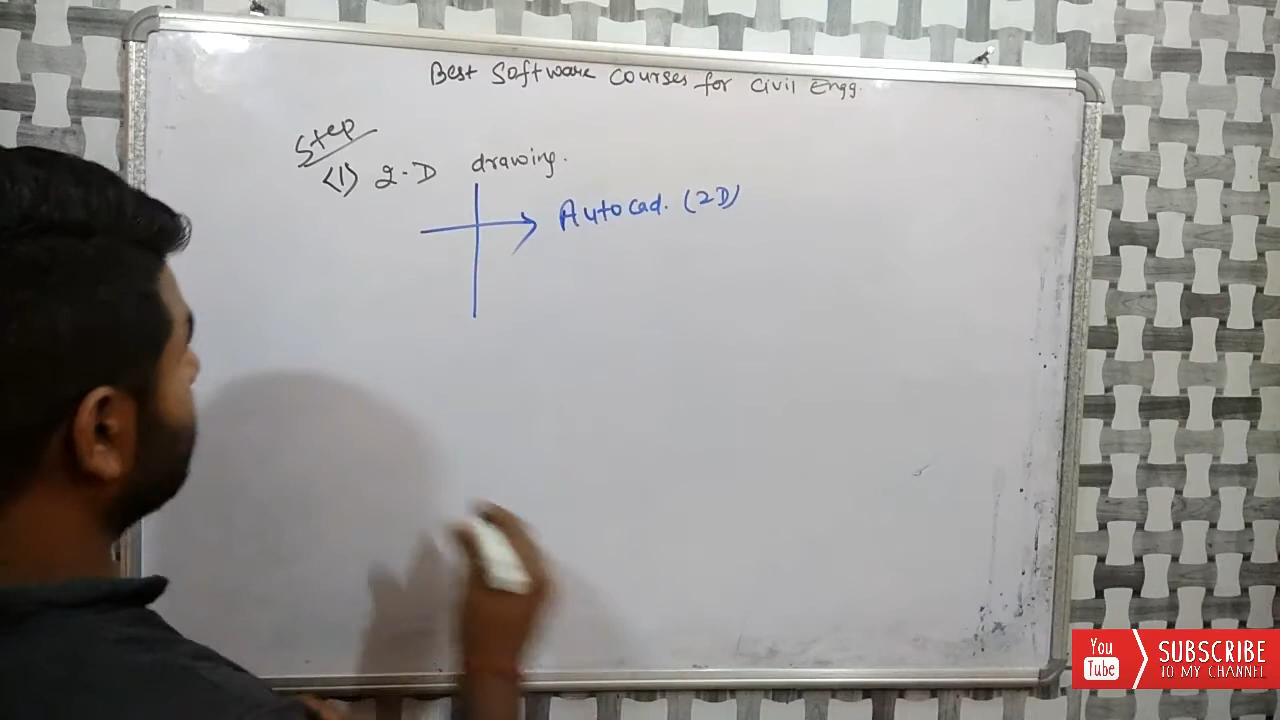 Best Software Courses for Civil Engg.
Step
(1) 2-D drawing.
Autocad. (2D)
You Tube
SUBSCRIBE
TO MY CHANNEL